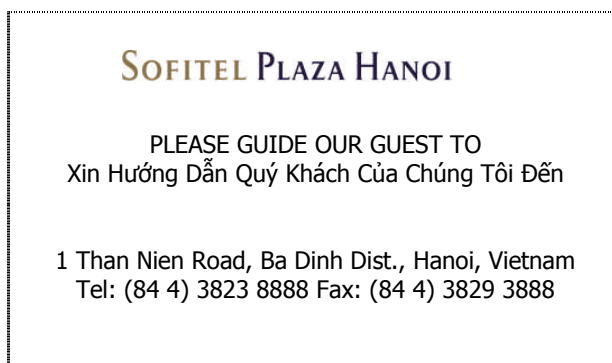 SOFITEL PLAZA HANOI
PLEASE GUIDE OUR GUEST TO
Xin Hướng Dẫn Quý Khách Của Chúng Tôi Đến
1 Than Nien Road, Ba Dinh Dist., Hanoi, Vietnam
Tel: (84 4) 3823 8888 Fax: (84 4) 3829 3888